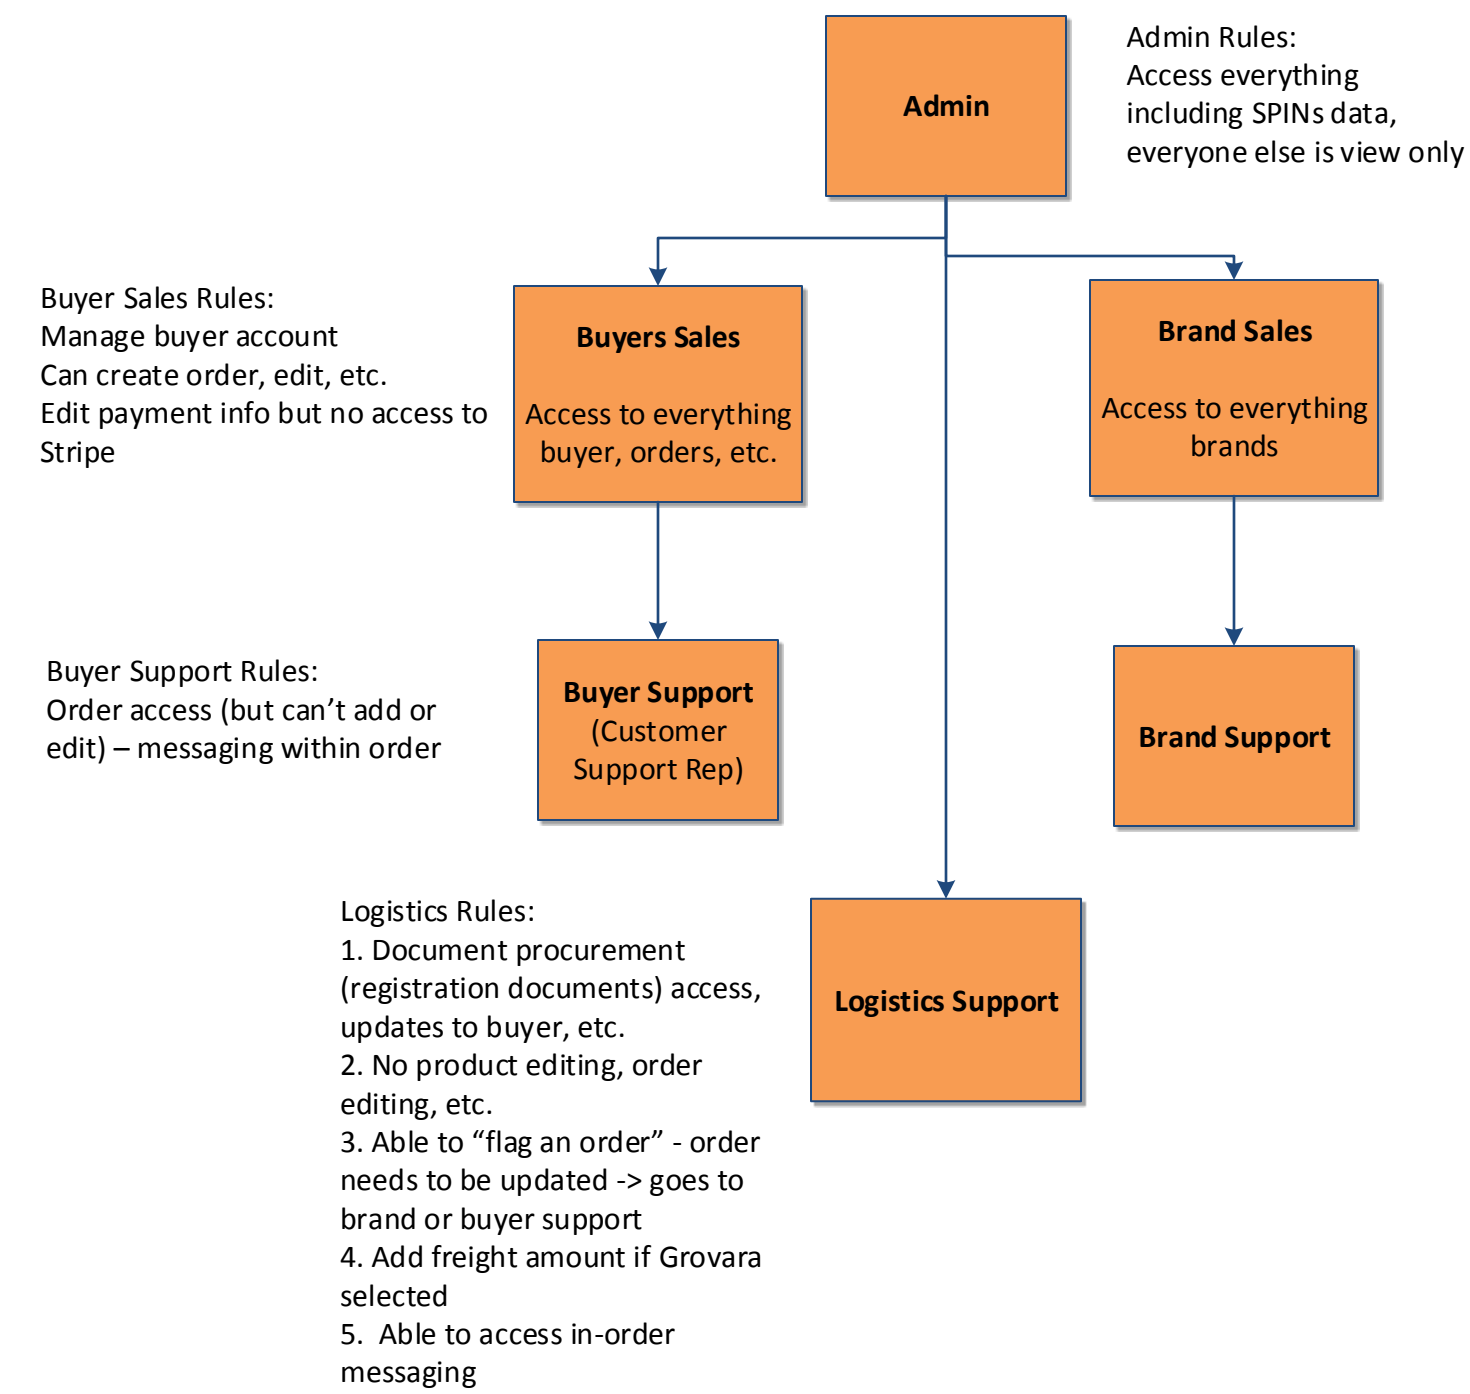 Admin
Admin Rules:
Access everything
including SPINs data,
everyone else is view only
Buyer Sales Rules:
Manage buyer account
Can create order, edit, etc.
Edit payment info but no access to
Stripe
Buyers Sales
Access to everything
buyer, orders, etc.
Brand Sales
Access to everything
brands
Buyer Support Rules:
Order access (but can’t add or
edit) – messaging within order
Buyer Support
(Customer
Support Rep)
Brand Support
Logistics Rules:
1. Document procurement
(registration documents) access,
updates to buyer, etc.
2. No product editing, order
editing, etc.
3. Able to “flag an order” - order
needs to be updated -> goes to
brand or buyer support
4. Add freight amount if Grovara
selected
5.  Able to access in-order
messaging
Logistics Support